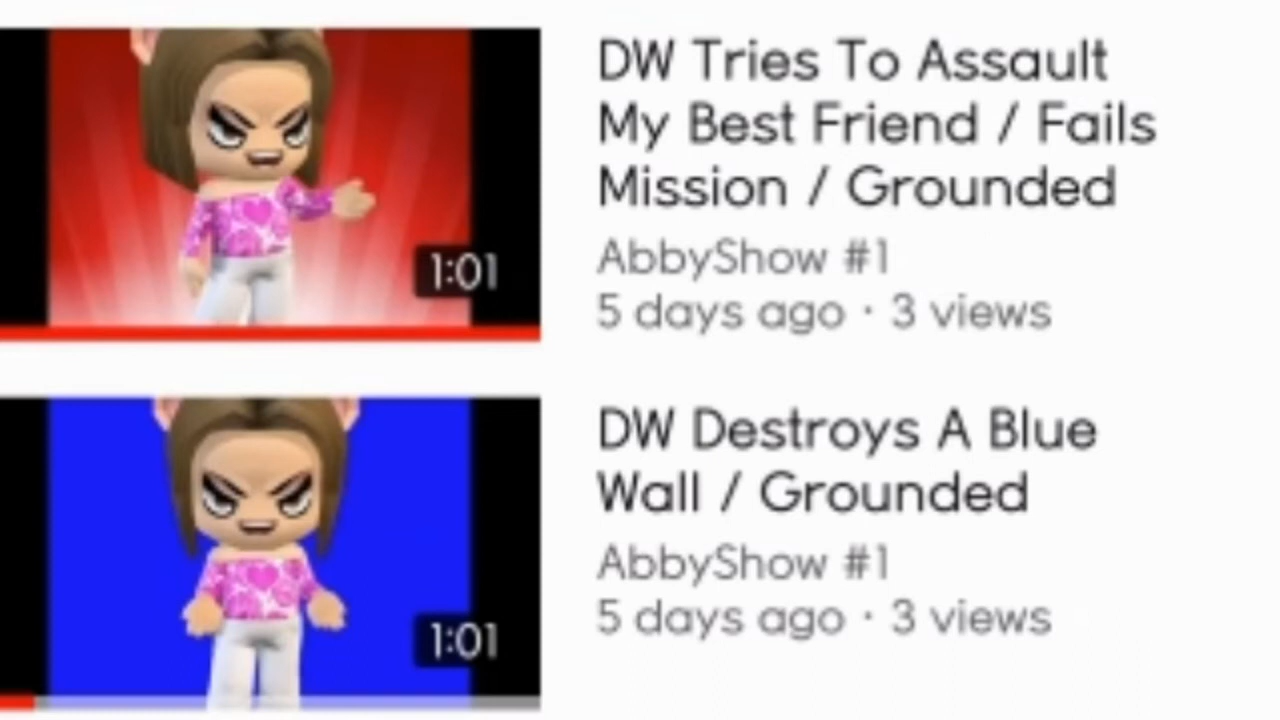 DW Tries To Assault
My Best Friend / Fails
Mission / Grounded
AbbyShow #1
5 days ago · 3 views
1:01
DW Destroys A Blue
Wall / Grounded
AbbyShow #1
5 days ago · 3 views
1:01